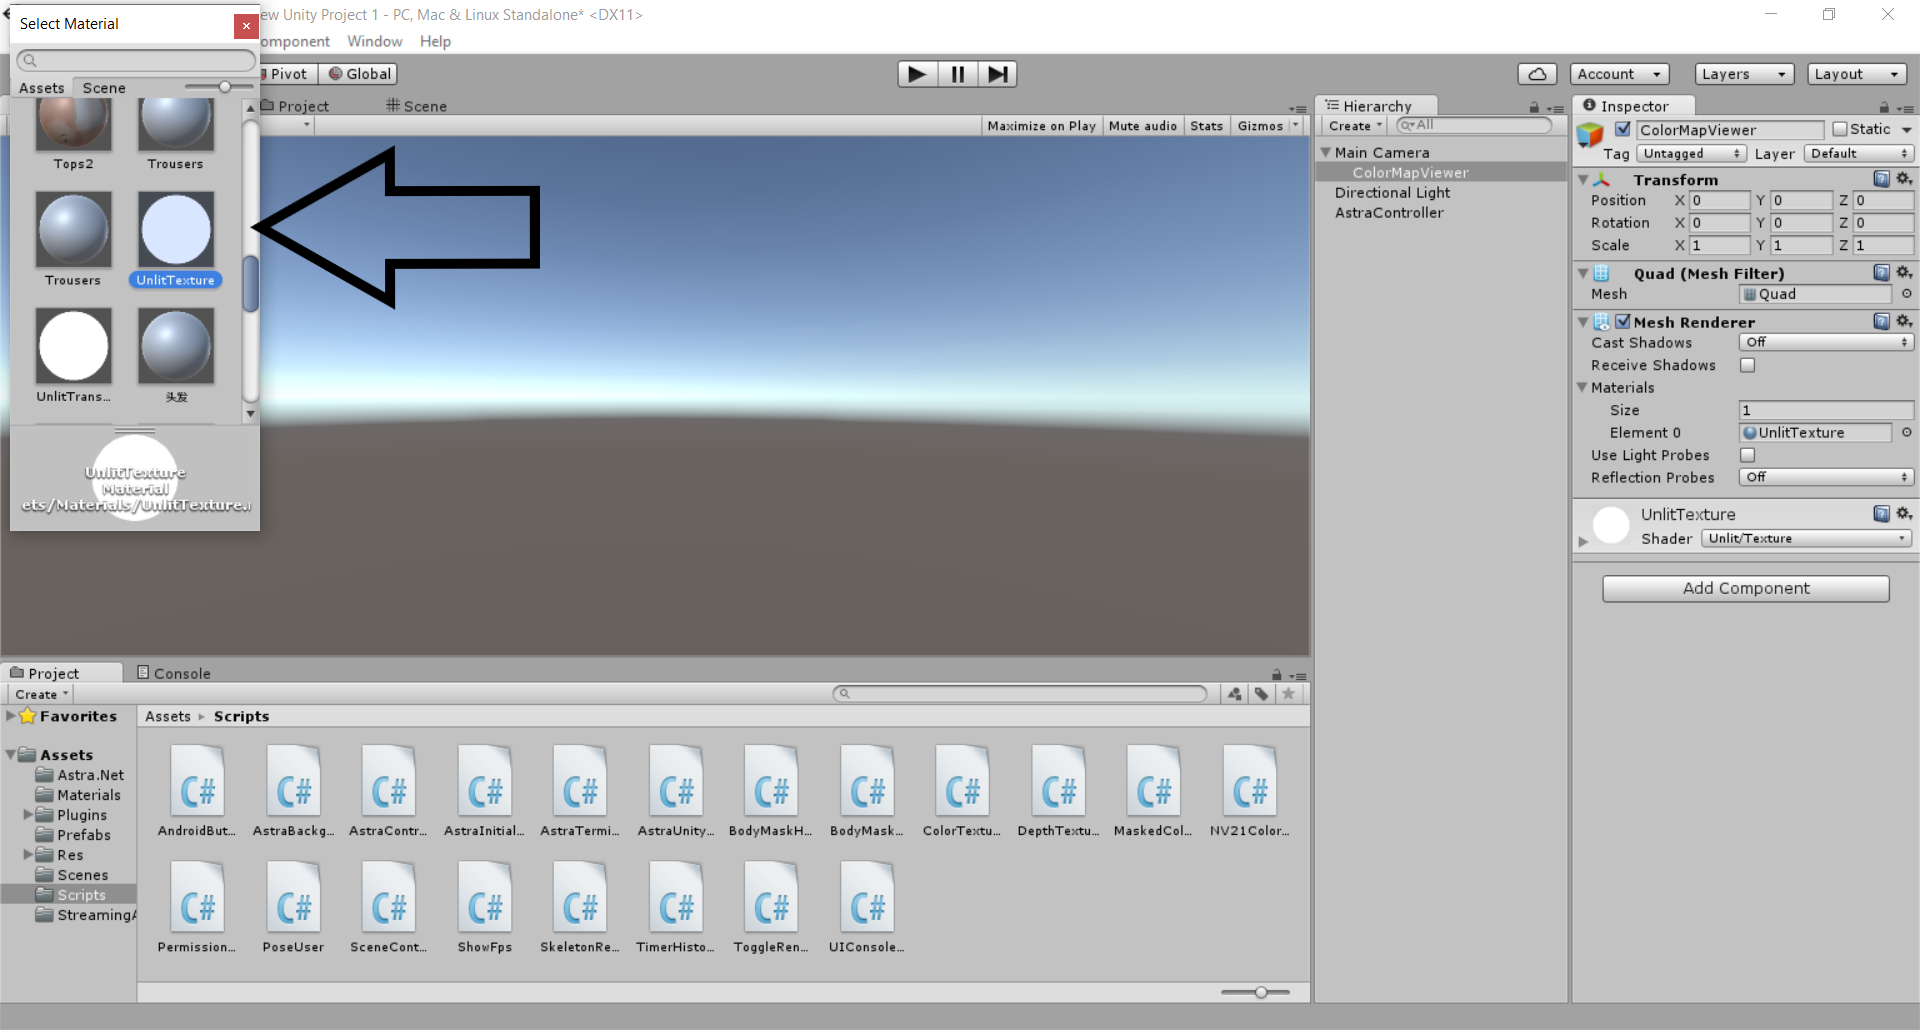 Select Material
ew Unity Project 1 - PC, Mac & Linux Standalone* <DX11>
omponent Window Help
Pivot Global
Account Layers Layout
Assets Scene
Tops2 Trousers
Trousers UnlitTexture
UnlitTrans... 头发
UnlitTexture
Material
ets/Materials/UnlitTexture.
Project Scene
Maximize on Play Mute audio Stats Gizmos
Hierarchy
Create All
Main Camera
ColorMapViewer
Directional Light
AstraController
Inspector
ColorMapViewer Static
Tag Untagged Layer Default
Transform
Position X 0 Y 0 Z 0
Rotation X 0 Y 0 Z 0
Scale X 1 Y 1 Z 1
Quad (Mesh Filter)
Mesh Quad
Mesh Renderer
Cast Shadows Off
Receive Shadows
Materials
Size 1
Element 0 UnlitTexture
Use Light Probes
Reflection Probes Off
UnlitTexture
Shader Unlit/Texture
Add Component
Project Console
Create
Favorites
Assets
Astra.Net
Materials
Plugins
Prefabs
Res
Scenes
Scripts
StreamingA
Assets Scripts
C# C# C# C# C# C# C# C# C# C# C# C#
AndroidBut... AstraBackg... AstraContr... AstraInitial... AstraTermi... AstraUnity... BodyMaskH... BodyMask... ColorTextu... DepthTextu... MaskedCol... NV21Color...
C# C# C# C# C# C# C# C#
Permission... PoseUser SceneCont... ShowFps SkeletonRe... TimerHisto... ToggleRen... UIConsole...